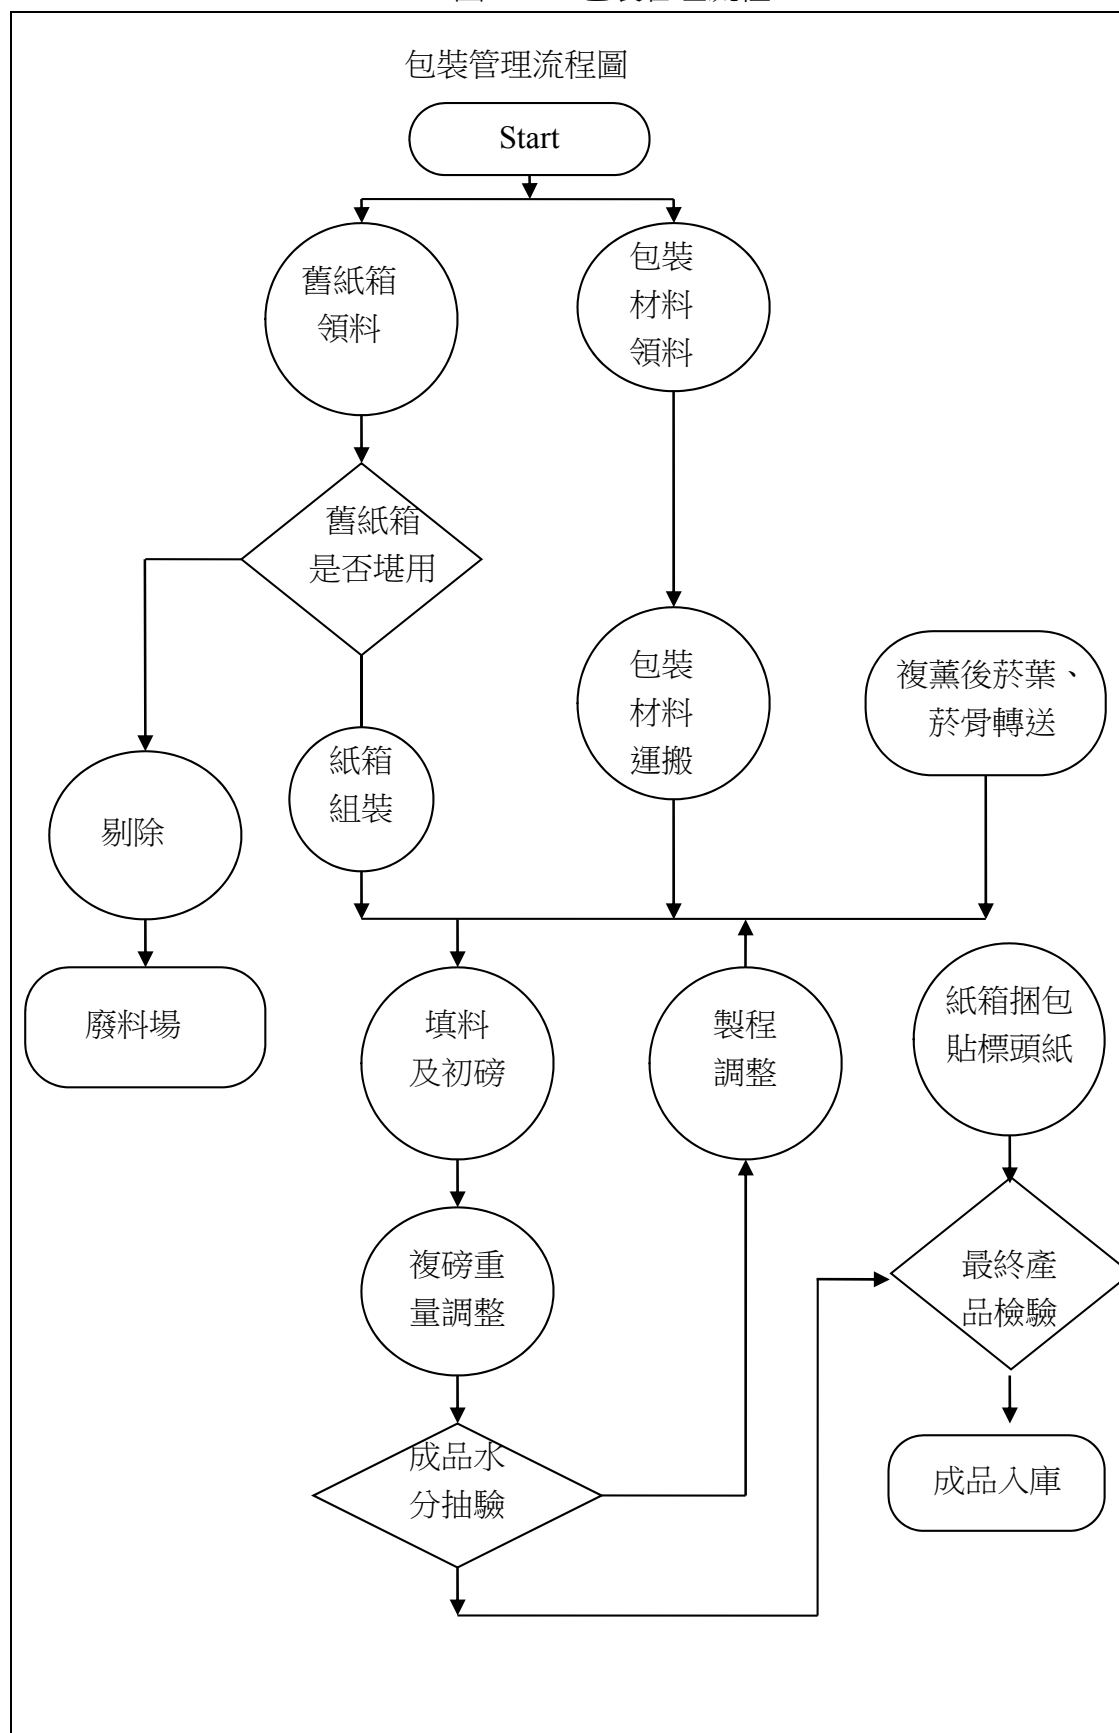 包裝管理流程圖
Start
舊紙箱
領料
包裝
材料
領料
舊紙箱
是否堪用
包裝
材料
運搬
複薰後菸葉、
菸骨轉送
紙箱
組裝
剔除
廢料場
填料
及初磅
製程
調整
紙箱捆包
貼標頭紙
複磅重
量調整
最終產
品檢驗
成品水
分抽驗
成品入庫